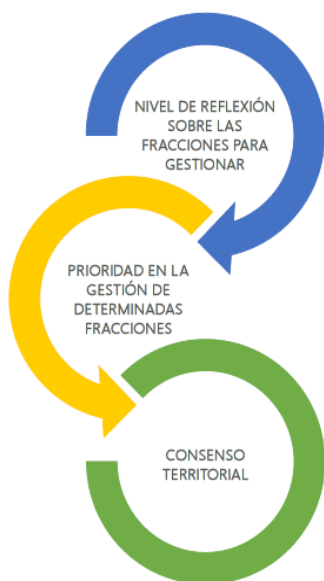 NIVEL DE REFLEXIÓN
SOBRE LAS
FRACCIONES PARA
GESTIONAR
PRIORIDAD EN LA
GESTIÓN DE
DETERMINADAS
FRACCIONES
CONSENSO
TERRITORIAL